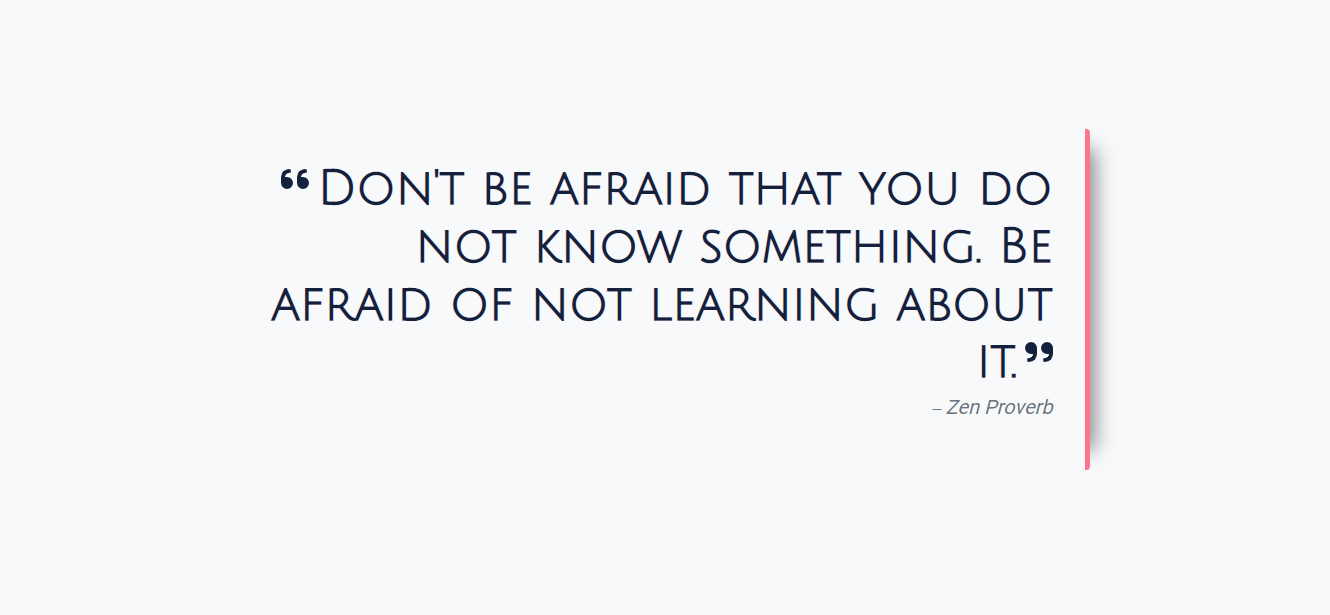 “Don't be afraid that you do
not know something. Be
afraid of not learning about
it.”
– Zen Proverb